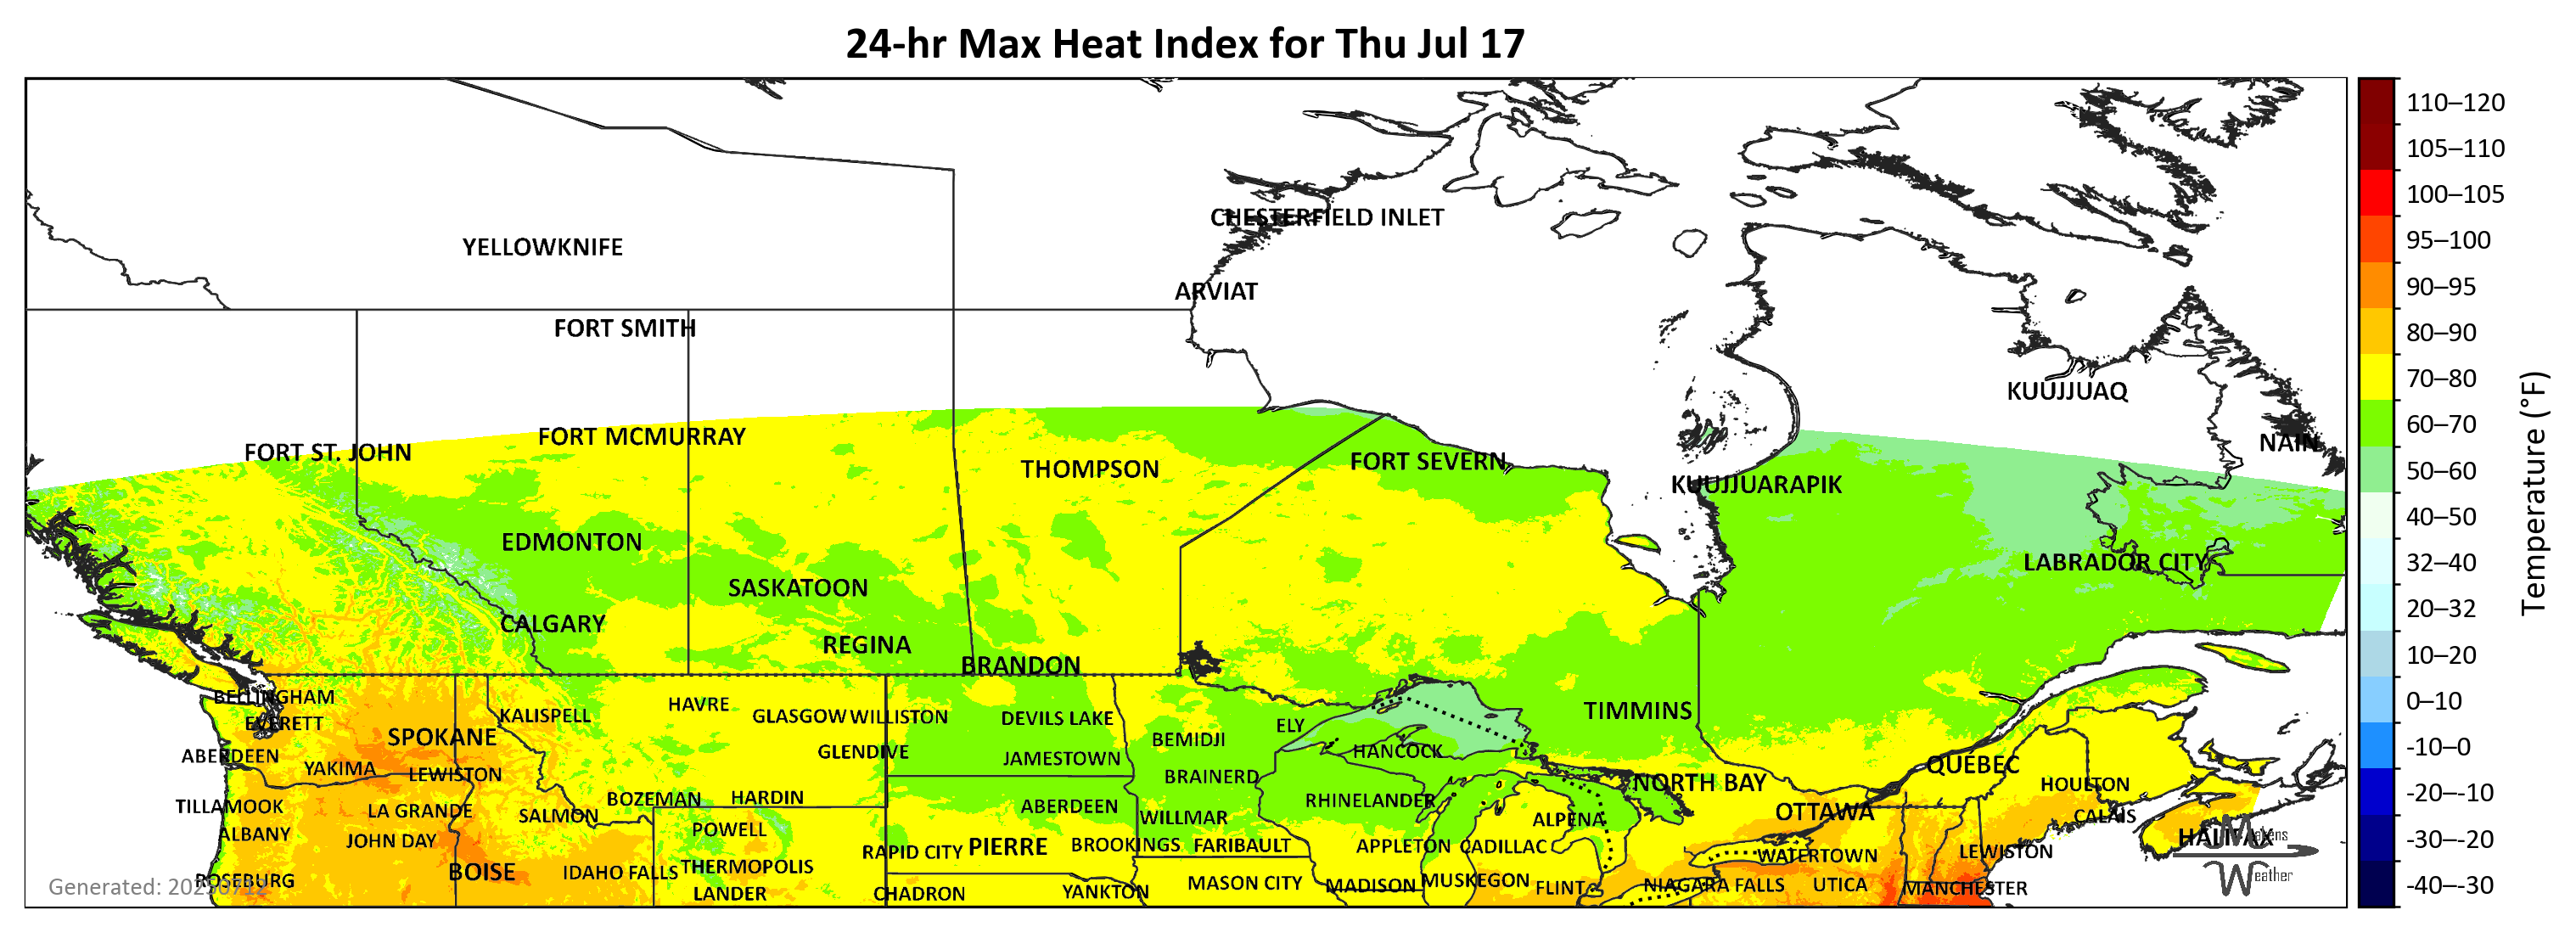 24-hr Max Heat Index for Thu Jul 17
CHESTERFIELD INLET
YELLOWKNIFE
ARVIAT
FORT SMITH
KUUJJUAQ
FORT MCMURRAY
NAIN
FORT ST. JOHN
FORT SEVERN
THOMPSON
KUUJJUARAPIK
EDMONTON
LABRADOR CITY
SASKATOON
CALGARY
REGINA
BRANDON
BELLINGHAM
HAVRE
TIMMINS
KALISPELL
GLASGOW WILLISTON
DEVILS LAKE
EVERETT
ELY
SPOKANE
BEMIDJI
GLENDIVE
HANCOCK
ABERDEEN
JAMESTOWN
QUÉBEC
YAKIMA
LEWISTON
BRAINERD
NORTH BAY
HOULTON
BOZEMAN
HARDIN
RHINELANDER
TILLAMOOK
ABERDEEN
LA GRANDE
OTTAWA
SALMON
WILLMAR
CALAIS
ALPENA
POWELL
ALBANY
HALIFAX
JOHN DAY
PIERRE
BROOKINGS
FARIBAULT
APPLETON
CADILLAC
RAPID CITY
LEWISTON
WATERTOWN
THERMOPOLIS
BOISE
IDAHO FALLS
ROSEBURG
MUSKEGON
MASON CITY
MADISON
FLINT
NIAGARA FALLS
UTICA
MANCHESTER
LANDER
CHADRON
YANKTON
Generated: 20250712
Weather
110–120
105–110
100–105
95–100
90–95
80–90
70–80
60–70
50–60
40–50
32–40
20–32
10–20
0–10
-10–0
-20–-10
-30–-20
-40–-30
Temperature (°F)